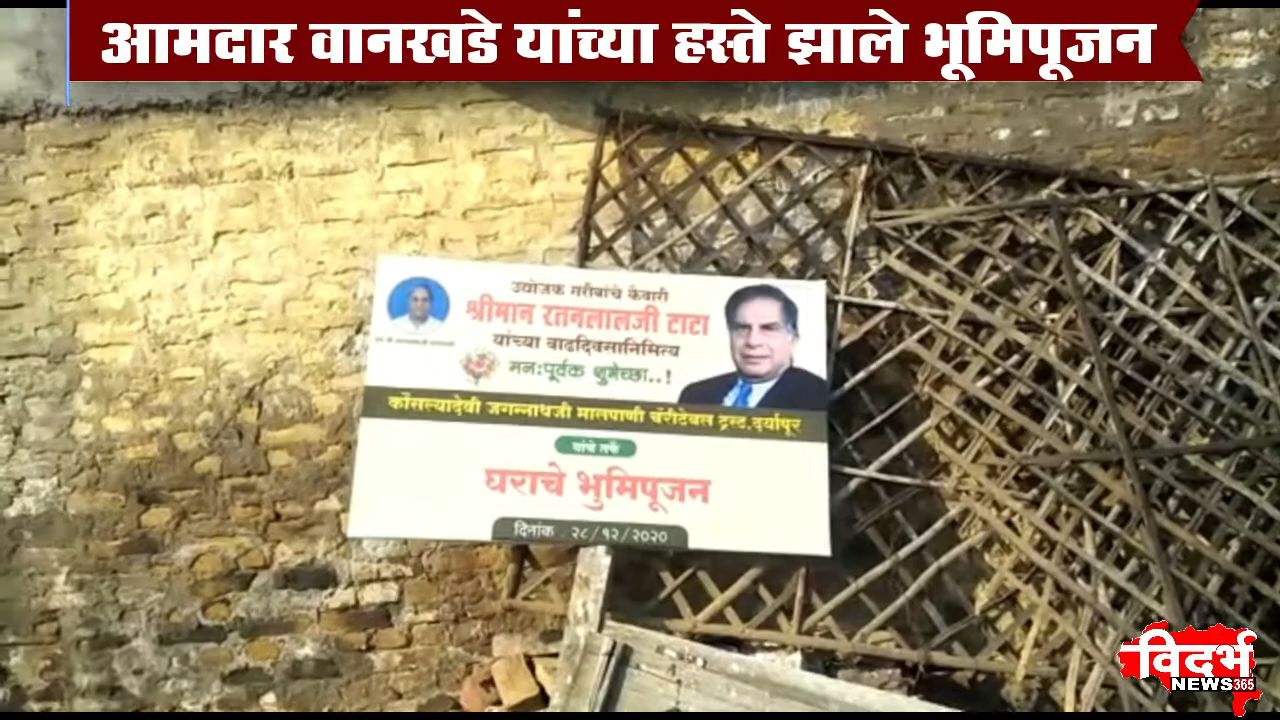 आमदार वानखडे यांच्या हस्ते झाले भूमिपूजन
उद्योजक गरीबांचे कैवारी
श्रीमान रतनलालजी टाटा
यांच्या वाढदिवसानिमित्य
मन:पूर्वक शुभेच्छा..!
कौसल्यादेवी जगन्नाथजी मालपाणी चॅरीटेबल ट्रस्ट,दर्यापूर
यांचे तर्फे
घराचे भुमिपूजन
दिनांक २८/१२/२०२०
विदर्भ
NEWS365